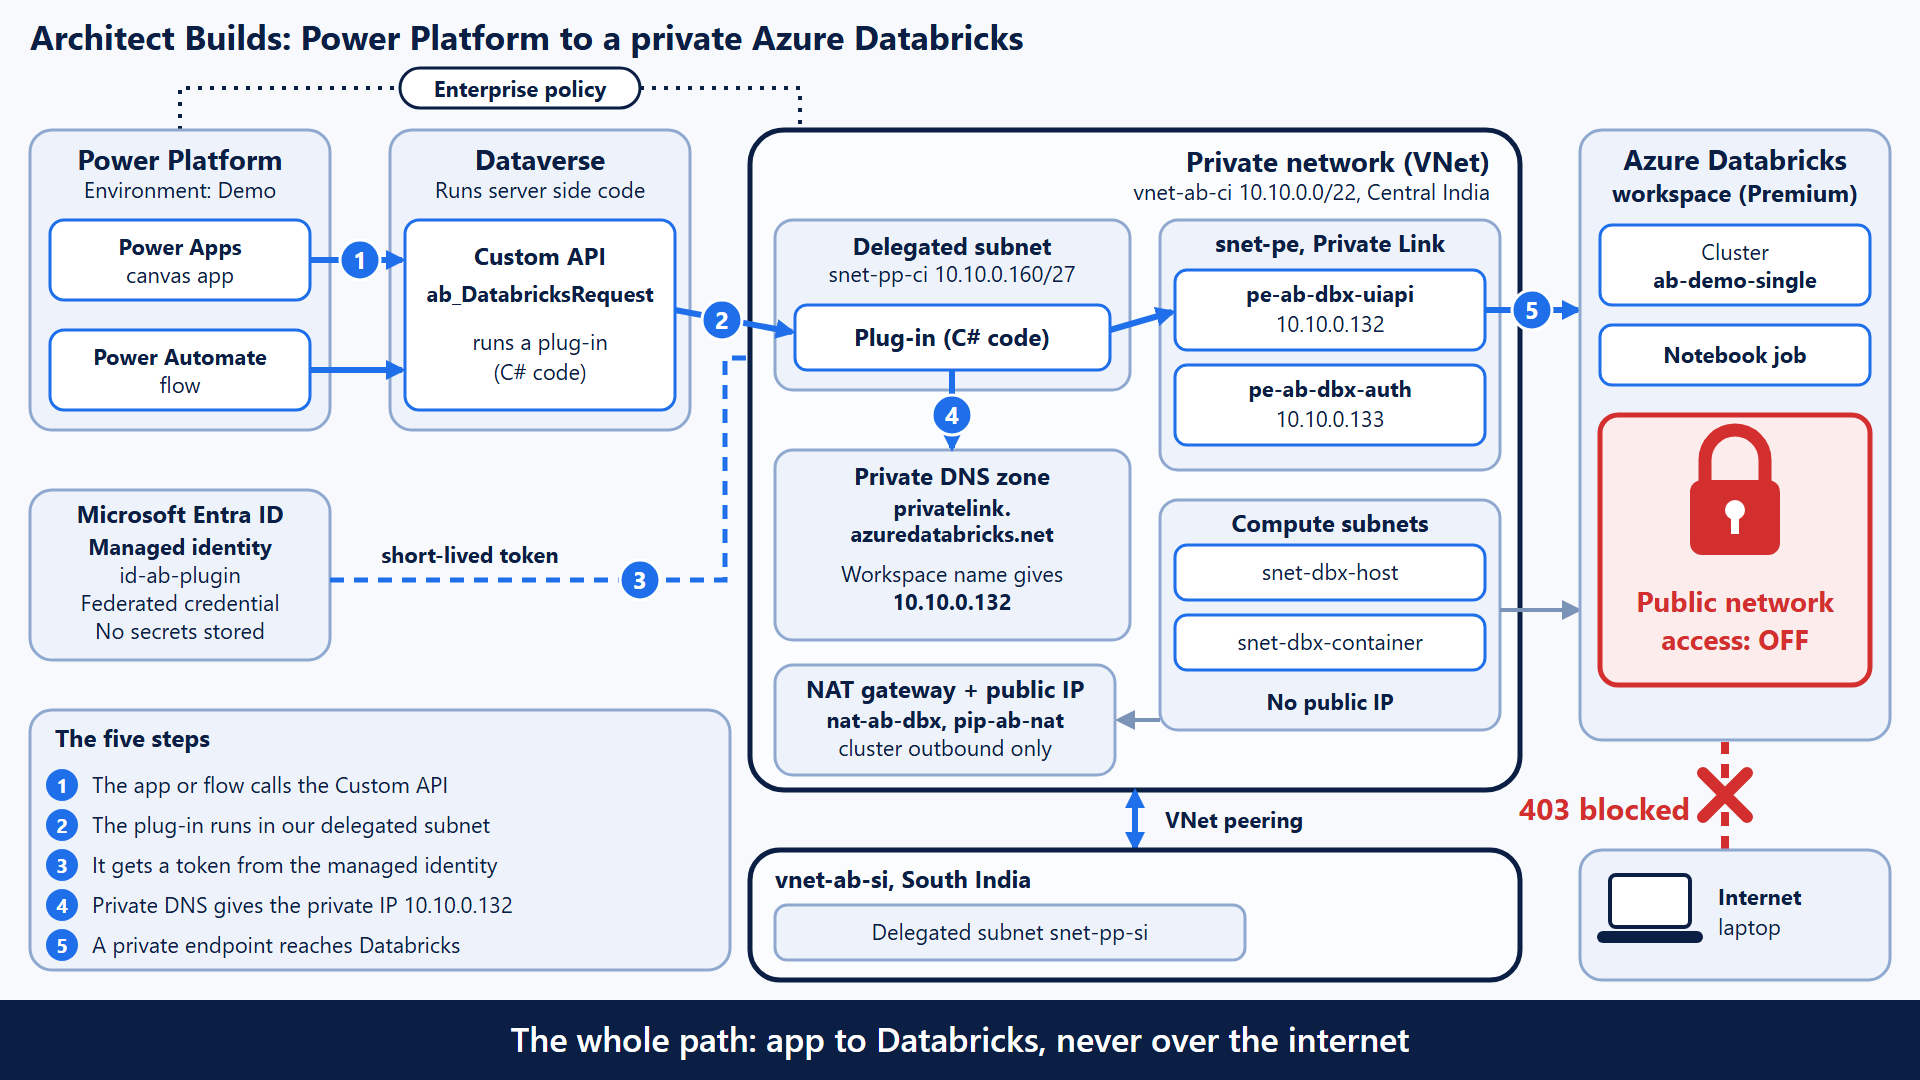 Architect Builds: Power Platform to a private Azure Databricks
Enterprise policy
Power Platform
Environment: Demo
Power Apps
canvas app
Power Automate
flow
1
Dataverse
Runs server side code
Custom API
ab_DatabricksRequest
runs a plug-in
(C# code)
2
Private network (VNet)
vnet-ab-ci 10.10.0.0/22, Central India
Delegated subnet
snet-pp-ci 10.10.0.160/27
Plug-in (C# code)
4
Private DNS zone
privatelink.
azuredatabricks.net
Workspace name gives
10.10.0.132
NAT gateway + public IP
nat-ab-dbx, pip-ab-nat
cluster outbound only
snet-pe, Private Link
pe-ab-dbx-uiapi
10.10.0.132
pe-ab-dbx-auth
10.10.0.133
Compute subnets
snet-dbx-host
snet-dbx-container
No public IP
5
Azure Databricks
workspace (Premium)
Cluster
ab-demo-single
Notebook job
Public network
access: OFF
403 blocked
Internet
laptop
Microsoft Entra ID
Managed identity
id-ab-plugin
Federated credential
No secrets stored
short-lived token
3
The five steps
1 The app or flow calls the Custom API
2 The plug-in runs in our delegated subnet
3 It gets a token from the managed identity
4 Private DNS gives the private IP 10.10.0.132
5 A private endpoint reaches Databricks
VNet peering
vnet-ab-si, South India
Delegated subnet snet-pp-si
The whole path: app to Databricks, never over the internet